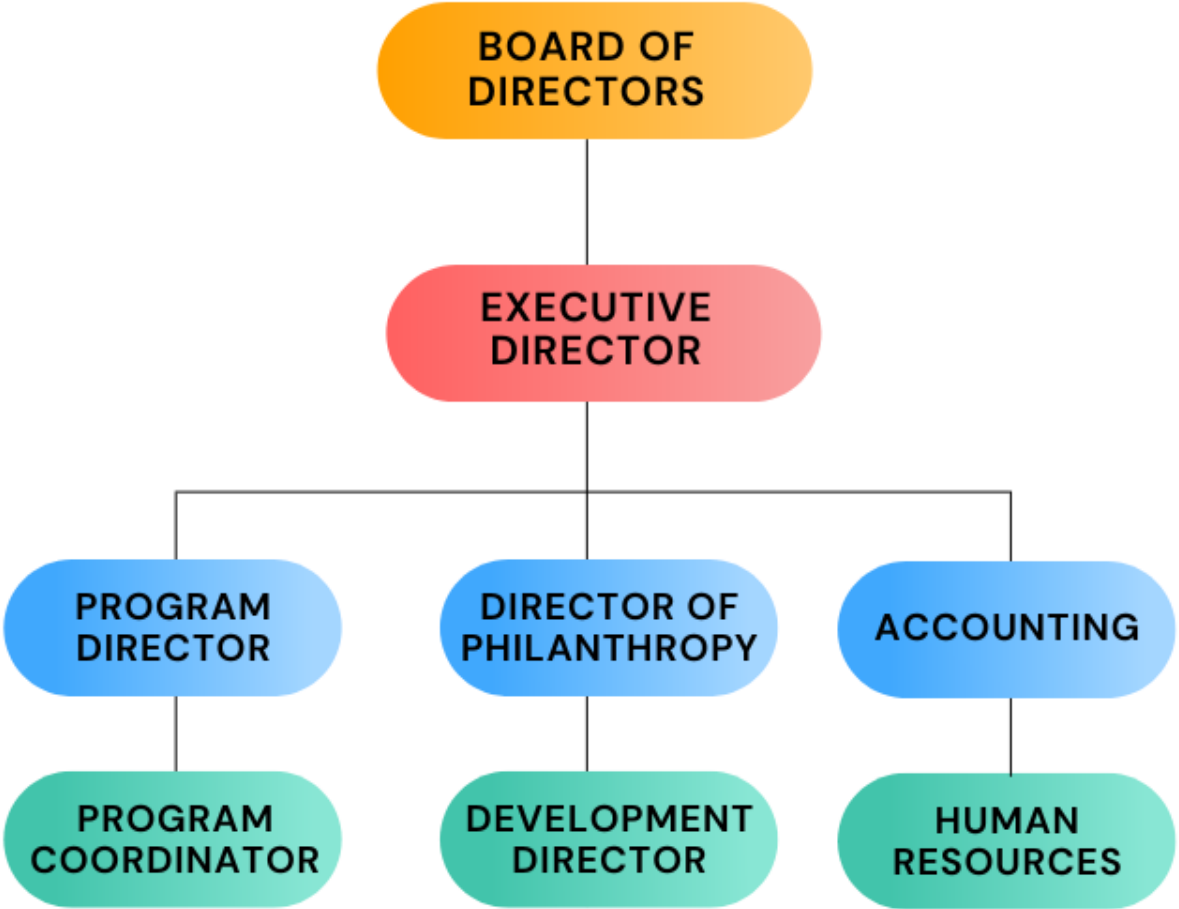 BOARD OF
DIRECTORS
EXECUTIVE
DIRECTOR
PROGRAM
DIRECTOR
DIRECTOR OF
PHILANTHROPY
ACCOUNTING
PROGRAM
COORDINATOR
DEVELOPMENT
DIRECTOR
HUMAN
RESOURCES